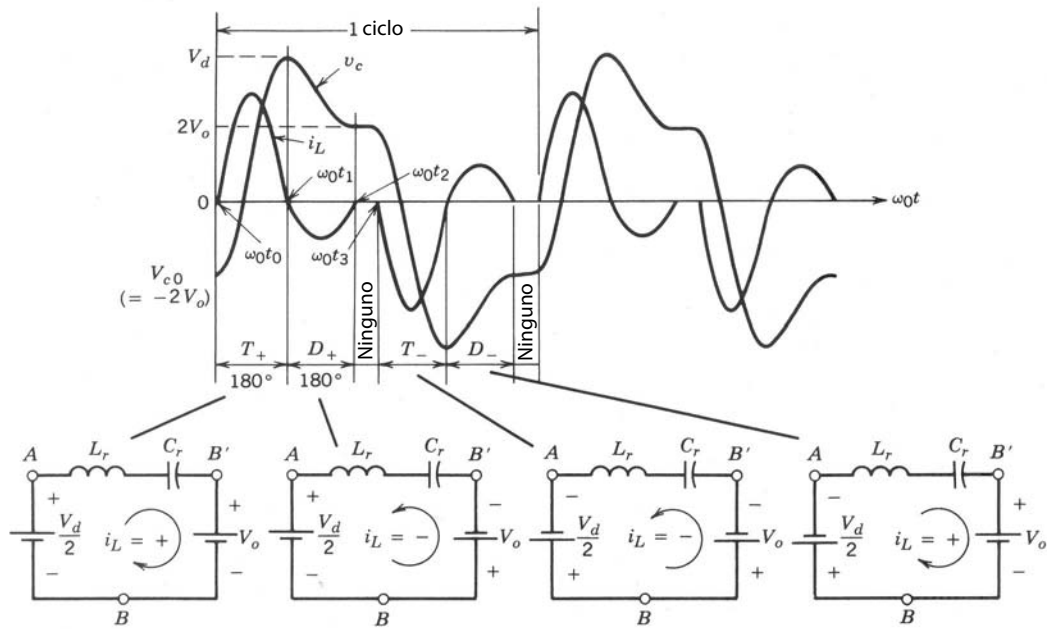 1 ciclo
V_d
v_c
2V_o
i_L
ω₀t₁
ω₀t₂
0
ω₀t
ω₀t₀
ω₀t₃
V_c0
(= −2V_o)
Ninguno
Ninguno
T₊
D₊
T₋
D₋
180°
180°
A
L_r
C_r
B'
+
−
V_d/2
i_L = +
+
−
V_o
B
A
L_r
C_r
B'
+
−
V_d/2
i_L = −
−
+
V_o
B
A
L_r
C_r
B'
−
+
V_d/2
i_L = −
−
+
V_o
B
A
L_r
C_r
B'
−
+
V_d/2
i_L = +
+
−
V_o
B